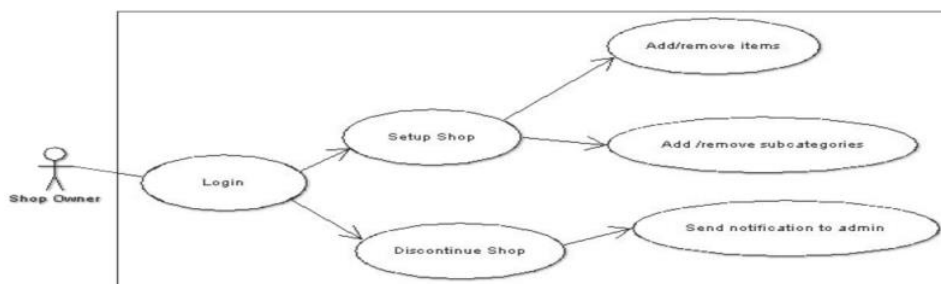 Add/remove items
Setup Shop
Add /remove subcategories
Shop Owner
Login
Discontinue Shop
Send notification to admin